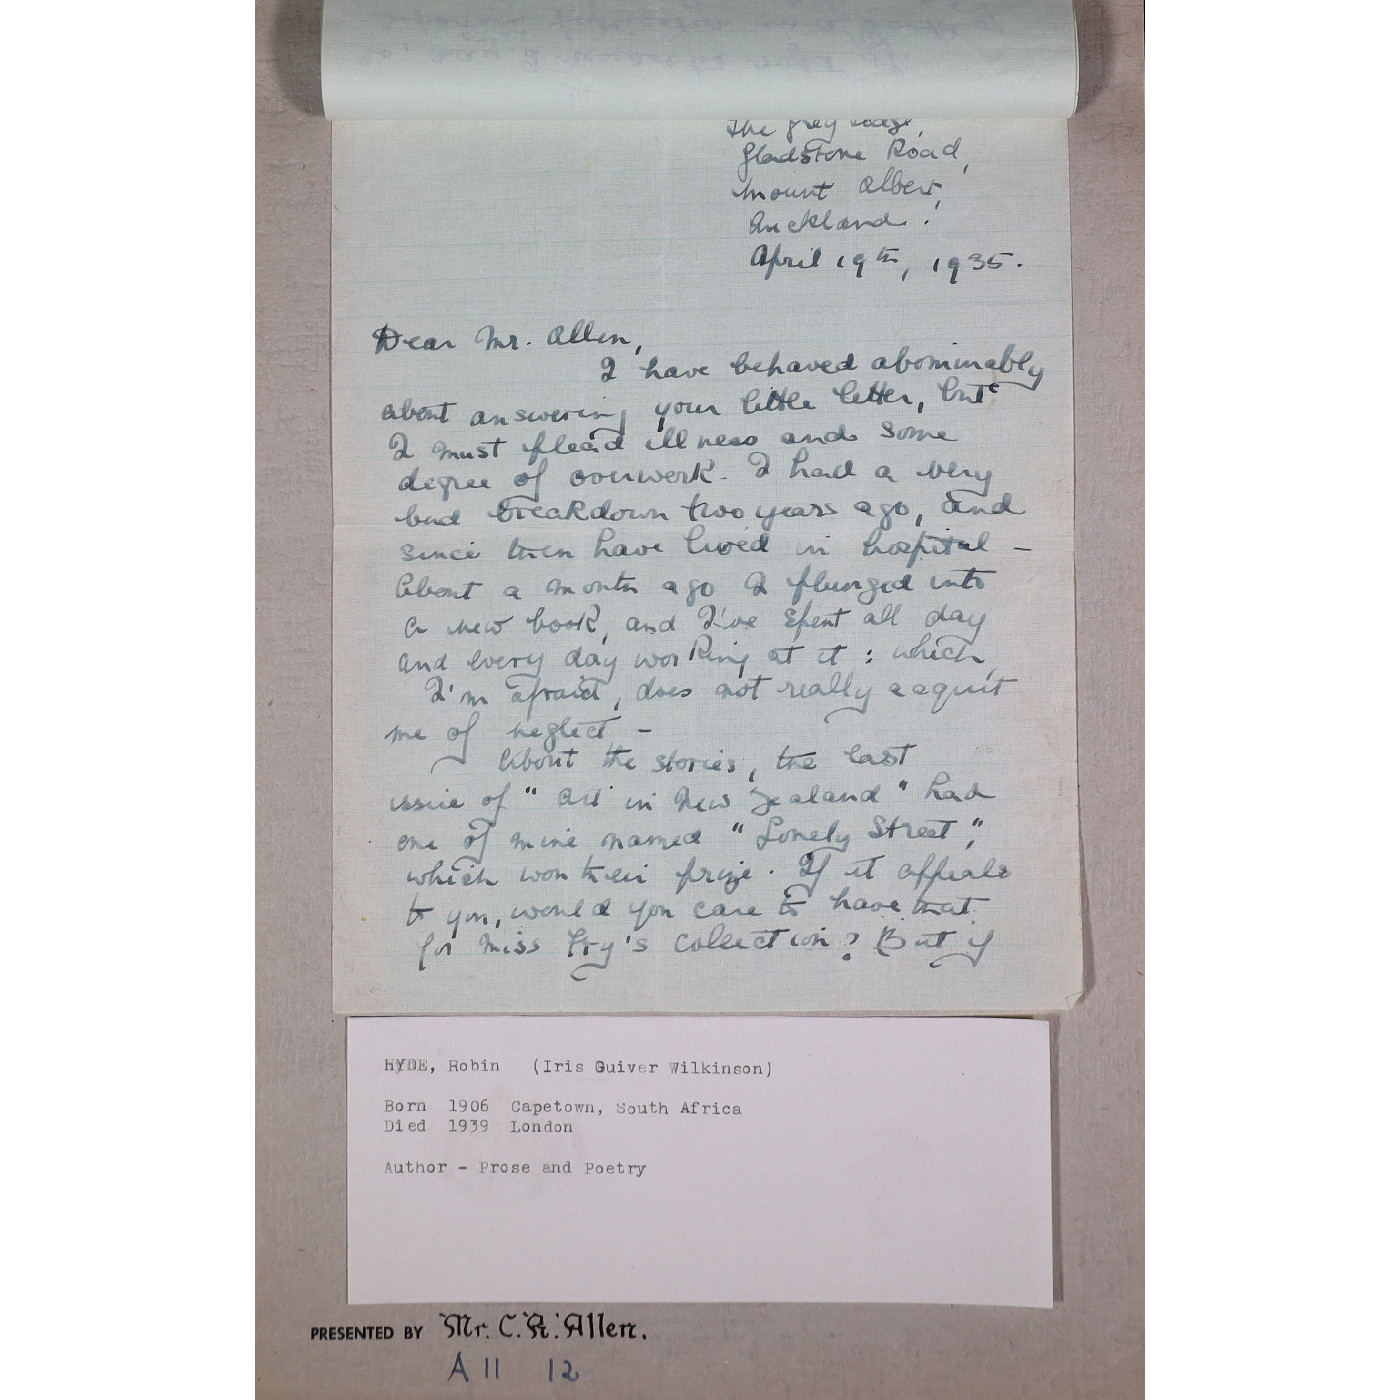 The Grey Lodge,
Gladstone Road,
Mount Albert,
Auckland.
April 19th, 1935.
Dear Mr. Allen,
I have behaved abominably
about answering your little letter, but
I must plead illness and some
degree of overwork. I had a very
bad breakdown two years ago, and
since then have lived in hospital –
About a month ago I plunged into
a new book, and I've spent all day
and every day working at it: which,
I'm afraid, does not really acquit
me of neglect –
About the stories, the last
issue of "Art in New Zealand" had
one of mine named "Lonely Street,"
which won their prize. If it appeals
to you, would you care to have that
for Miss Fry's collection? But if
HYDE, Robin (Iris Guiver Wilkinson)
Born 1906 Capetown, South Africa
Died 1939 London
Author - Prose and Poetry
PRESENTED BY Mr. C. R. Allen.
A 11 12